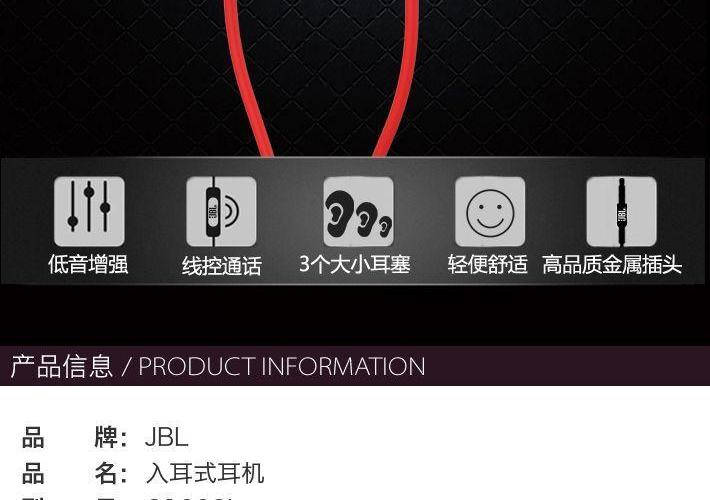 低音增强 线控通话 3个大小耳塞 轻便舒适 高品质金属插头
产品信息 / PRODUCT INFORMATION
品 牌: JBL
品 名: 入耳式耳机